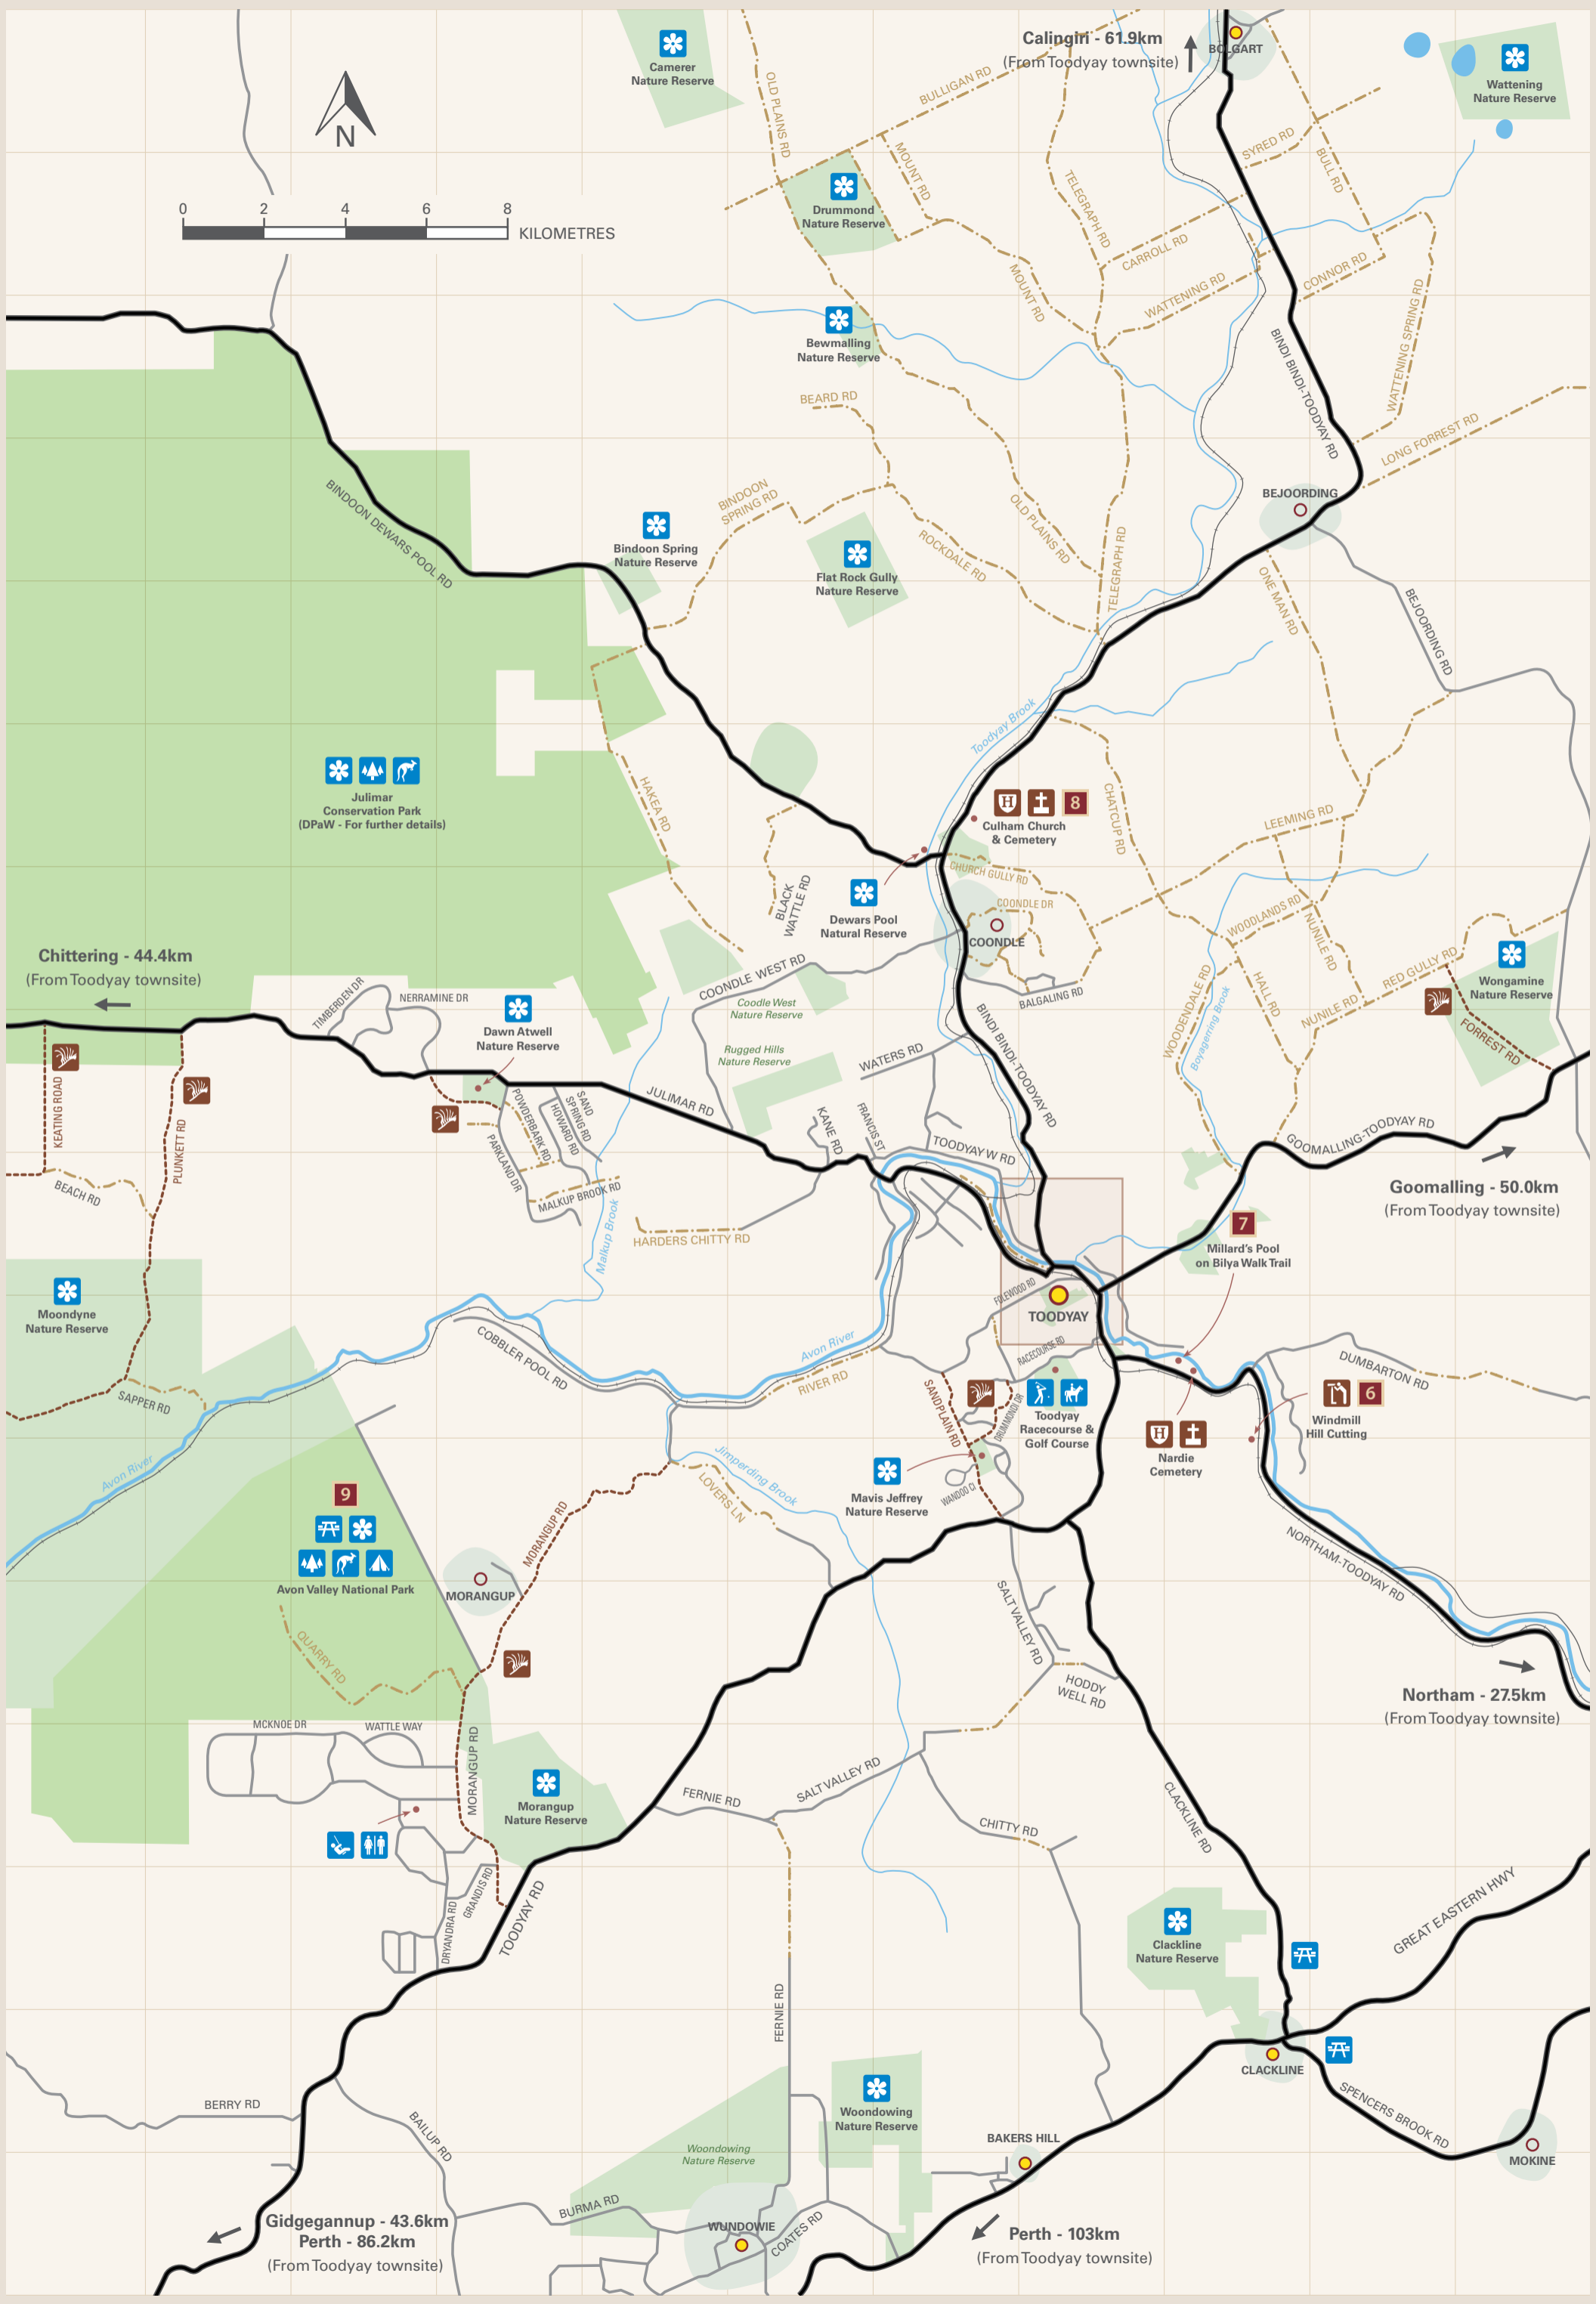 Calingiri - 61.9km
(From Toodyay townsite)
BOLGART
Camerer
Nature Reserve
Wattening
Nature Reserve
OLD PLAINS RD
BULLIGAN RD
MOUNT RD
SYRED RD
BULL RD
N
0 2 4 6 8
KILOMETRES
Drummond
Nature Reserve
TELEGRAPH RD
CARROLL RD
CONNOR RD
MOUNT RD
WATTENING RD
Bewmalling
Nature Reserve
BINDI BINDI-TOODYAY RD
WATTENING SPRING RD
BEARD RD
LONG FORREST RD
BINDOON DEWARS POOL RD
BINDOON
SPRING RD
BEJOORDING
Bindoon Spring
Nature Reserve
Flat Rock Gully
Nature Reserve
ROCKDALE RD
OLD PLAINS RD
TELEGRAPH RD
ONE MAN RD
BEJOORDING RD
Toodyay Brook
Julimar
Conservation Park
(DPaW - For further details)
HAKEA RD
8
Culham Church
& Cemetery
CHATCUP RD
LEEMING RD
BLACK
WATTLE RD
Dewars Pool
Natural Reserve
CHURCH GULLY RD
COONDLE DR
COONDLE
WOODLANDS RD
NUNILE RD
Chittering - 44.4km
(From Toodyay townsite)
TIMBERDEN DR
NERRAMINE DR
Dawn Atwell
Nature Reserve
COONDLE WEST RD
Coodle West
Nature Reserve
BALGALING RD
RED GULLY RD
Wongamine
Nature Reserve
HALL RD
NUNILE RD
WOODENDALE RD
Boyagerring Brook
FORREST RD
Rugged Hills
Nature Reserve
WATERS RD
BINDI BINDI-TOODYAY RD
KEATING ROAD
PLUNKETT RD
JULIMAR RD
POWDERBARK RD
HOWARD RD
SAND
SPRING RD
PARKLAND DR
KANE RD
FRANCIS ST
TOODYAY W RD
GOOMALLING-TOODYAY RD
BEACH RD
MALKUP BROOK RD
Malkup Brook
HARDERS CHITTY RD
Goomalling - 50.0km
(From Toodyay townsite)
7
Millard's Pool
on Bilya Walk Trail
Moondyne
Nature Reserve
FOLEWOOD RD
TOODYAY
RACECOURSE RD
COBBLER POOL RD
Avon River
RIVER RD
DUMBARTON RD
SAPPER RD
SANDPLAIN RD
DRUMMOND DR
Toodyay
Racecourse &
Golf Course
6
Windmill
Hill Cutting
Nardie
Cemetery
Avon River
Jimperding Brook
LOVERS LN
Mavis Jeffrey
Nature Reserve
WANDOO CI
9
Avon Valley National Park
MORANGUP RD
MORANGUP
NORTHAM-TOODYAY RD
SALT VALLEY RD
QUARRY RD
HODDY
WELL RD
Northam - 27.5km
(From Toodyay townsite)
MCKNOE DR
WATTLE WAY
MORANGUP RD
Morangup
Nature Reserve
FERNIE RD
SALT VALLEY RD
CHITTY RD
CLACKLINE RD
GRANDIS RD
DRYANDRA RD
TOODYAY RD
GREAT EASTERN HWY
Clackline
Nature Reserve
FERNIE RD
CLACKLINE
SPENCERS BROOK RD
BERRY RD
BAILUP RD
Woondowing
Nature Reserve
BAKERS HILL
MOKINE
Woondowing
Nature Reserve
BURMA RD
WUNDOWIE
COATES RD
Gidgegannup - 43.6km
Perth - 86.2km
(From Toodyay townsite)
Perth - 103km
(From Toodyay townsite)